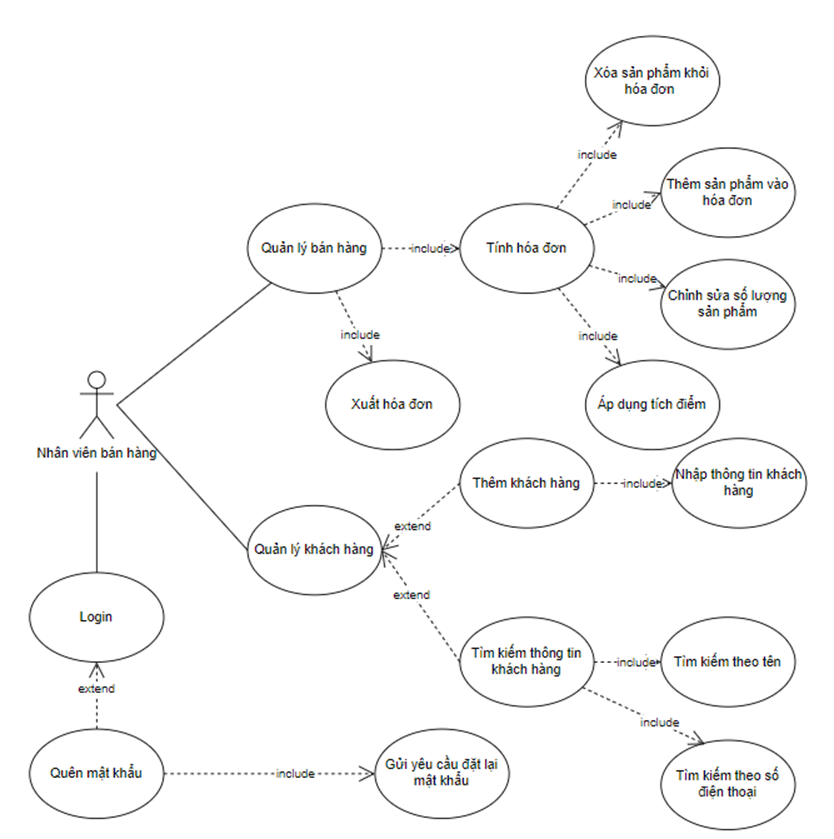 Xóa sản phẩm khỏi
hóa đơn
include
Thêm sản phẩm vào
hóa đơn
include
Quản lý bán hàng
include
Tính hóa đơn
include
Chỉnh sửa số lượng
sản phẩm
include
include
Xuất hóa đơn
Áp dụng tích điểm
Nhân viên bán hàng
Thêm khách hàng
include
Nhập thông tin khách
hàng
extend
Quản lý khách hàng
extend
Login
Tìm kiếm thông tin
khách hàng
include
Tìm kiếm theo tên
extend
include
Quên mật khẩu
include
Gửi yêu cầu đặt lại
mật khẩu
Tìm kiếm theo số
điện thoại